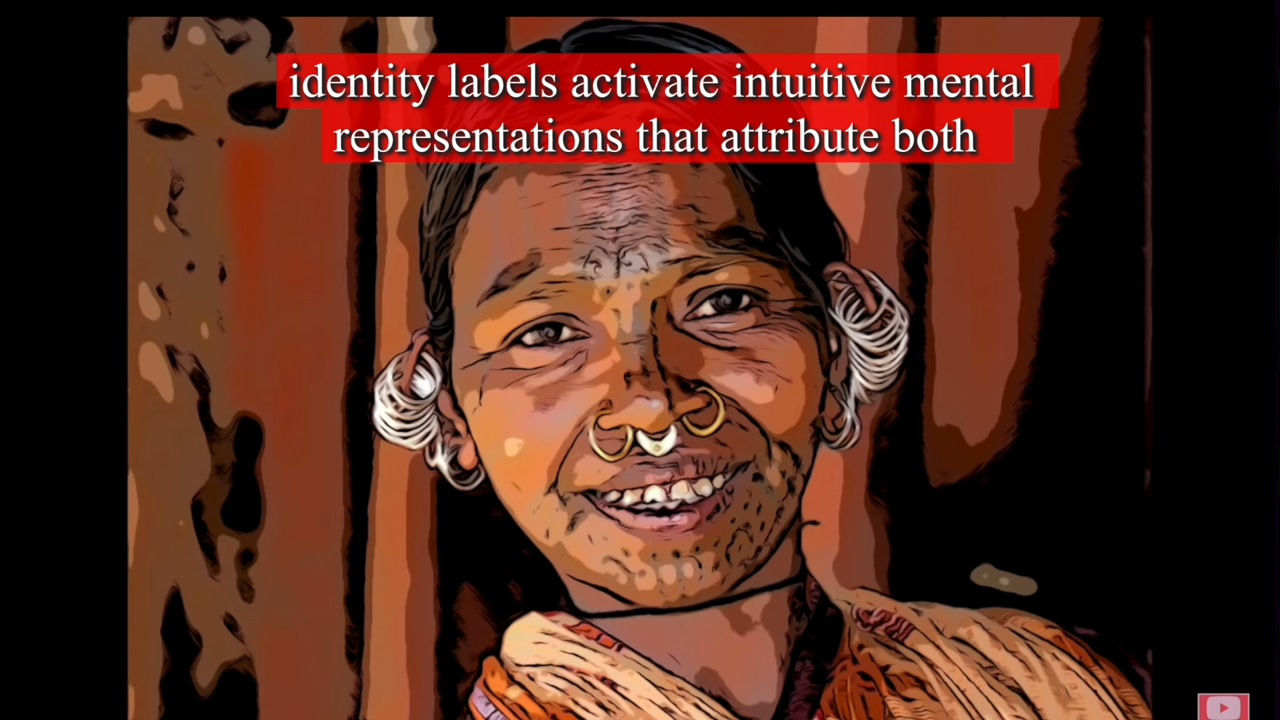 identity labels activate intuitive mental
representations that attribute both